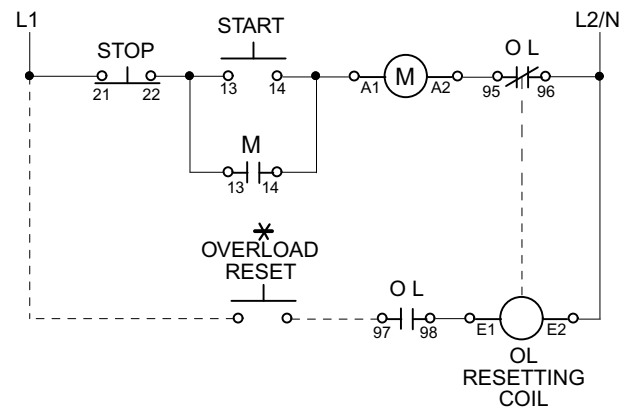 L1
L2/N
START
STOP
O L
21 22 13 14 A1 M A2 95 96
M
13 14
*
OVERLOAD
RESET
O L
97 98 E1 E2
OL
RESETTING
COIL